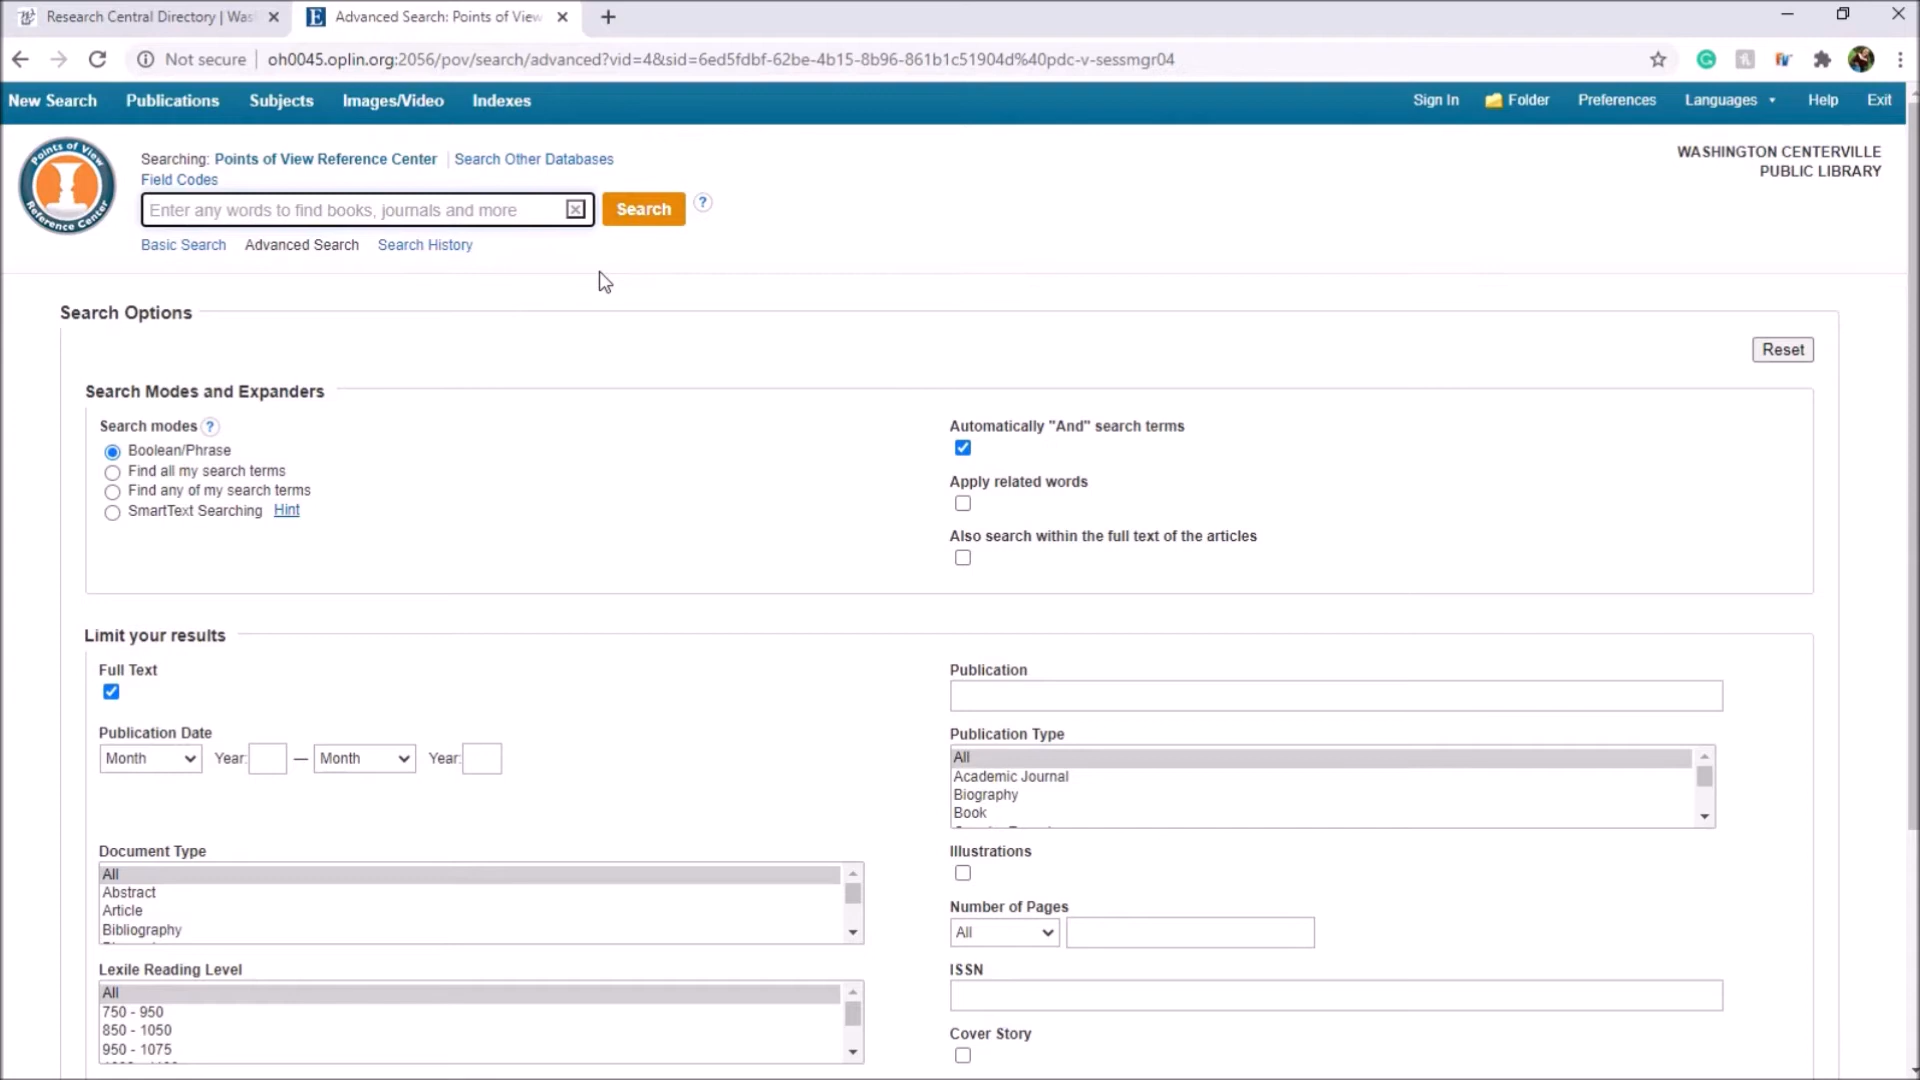 Research Central Directory | Was
Advanced Search: Points of View
Not secure | oh0045.oplin.org:2056/pov/search/advanced?vid=4&sid=6ed5fdbf-62be-4b15-8b96-861b1c51904d%40pdc-v-sessmgr04
New Search Publications Subjects Images/Video Indexes Sign In Folder Preferences Languages Help Exit
Points of View Reference Center
Searching: Points of View Reference Center Search Other Databases
WASHINGTON CENTERVILLE
PUBLIC LIBRARY
Field Codes
Enter any words to find books, journals and more Search ?
Basic Search Advanced Search Search History
Search Options
Reset
Search Modes and Expanders
Search modes ?
Boolean/Phrase
Find all my search terms
Find any of my search terms
SmartText Searching Hint
Automatically "And" search terms
Apply related words
Also search within the full text of the articles
Limit your results
Full Text
Publication
Publication Date
Month Year: — Month Year:
Publication Type
All
Academic Journal
Biography
Book
Document Type
All
Abstract
Article
Bibliography
Illustrations
Number of Pages
All
Lexile Reading Level
All
750 - 950
850 - 1050
950 - 1075
ISSN
Cover Story